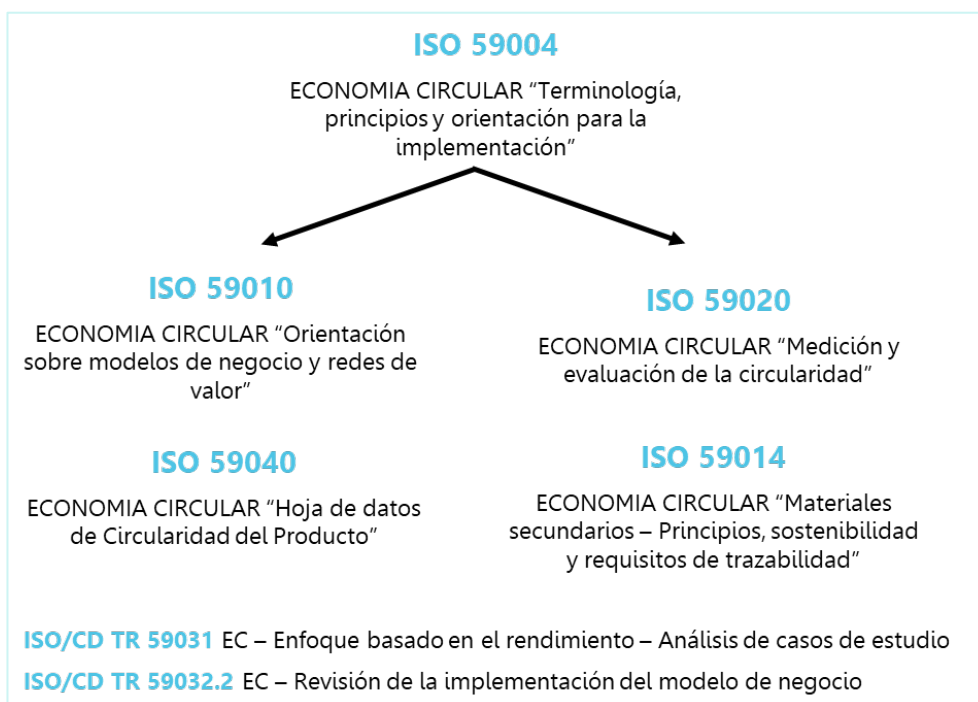 ISO 59004
ECONOMIA CIRCULAR “Terminología,
principios y orientación para la
implementación”
ISO 59010
ECONOMIA CIRCULAR “Orientación
sobre modelos de negocio y redes de
valor”
ISO 59020
ECONOMIA CIRCULAR “Medición y
evaluación de la circularidad”
ISO 59040
ECONOMIA CIRCULAR “Hoja de datos
de Circularidad del Producto”
ISO 59014
ECONOMIA CIRCULAR “Materiales
secundarios – Principios, sostenibilidad
y requisitos de trazabilidad”
ISO/CD TR 59031 EC – Enfoque basado en el rendimiento – Análisis de casos de estudio
ISO/CD TR 59032.2 EC – Revisión de la implementación del modelo de negocio